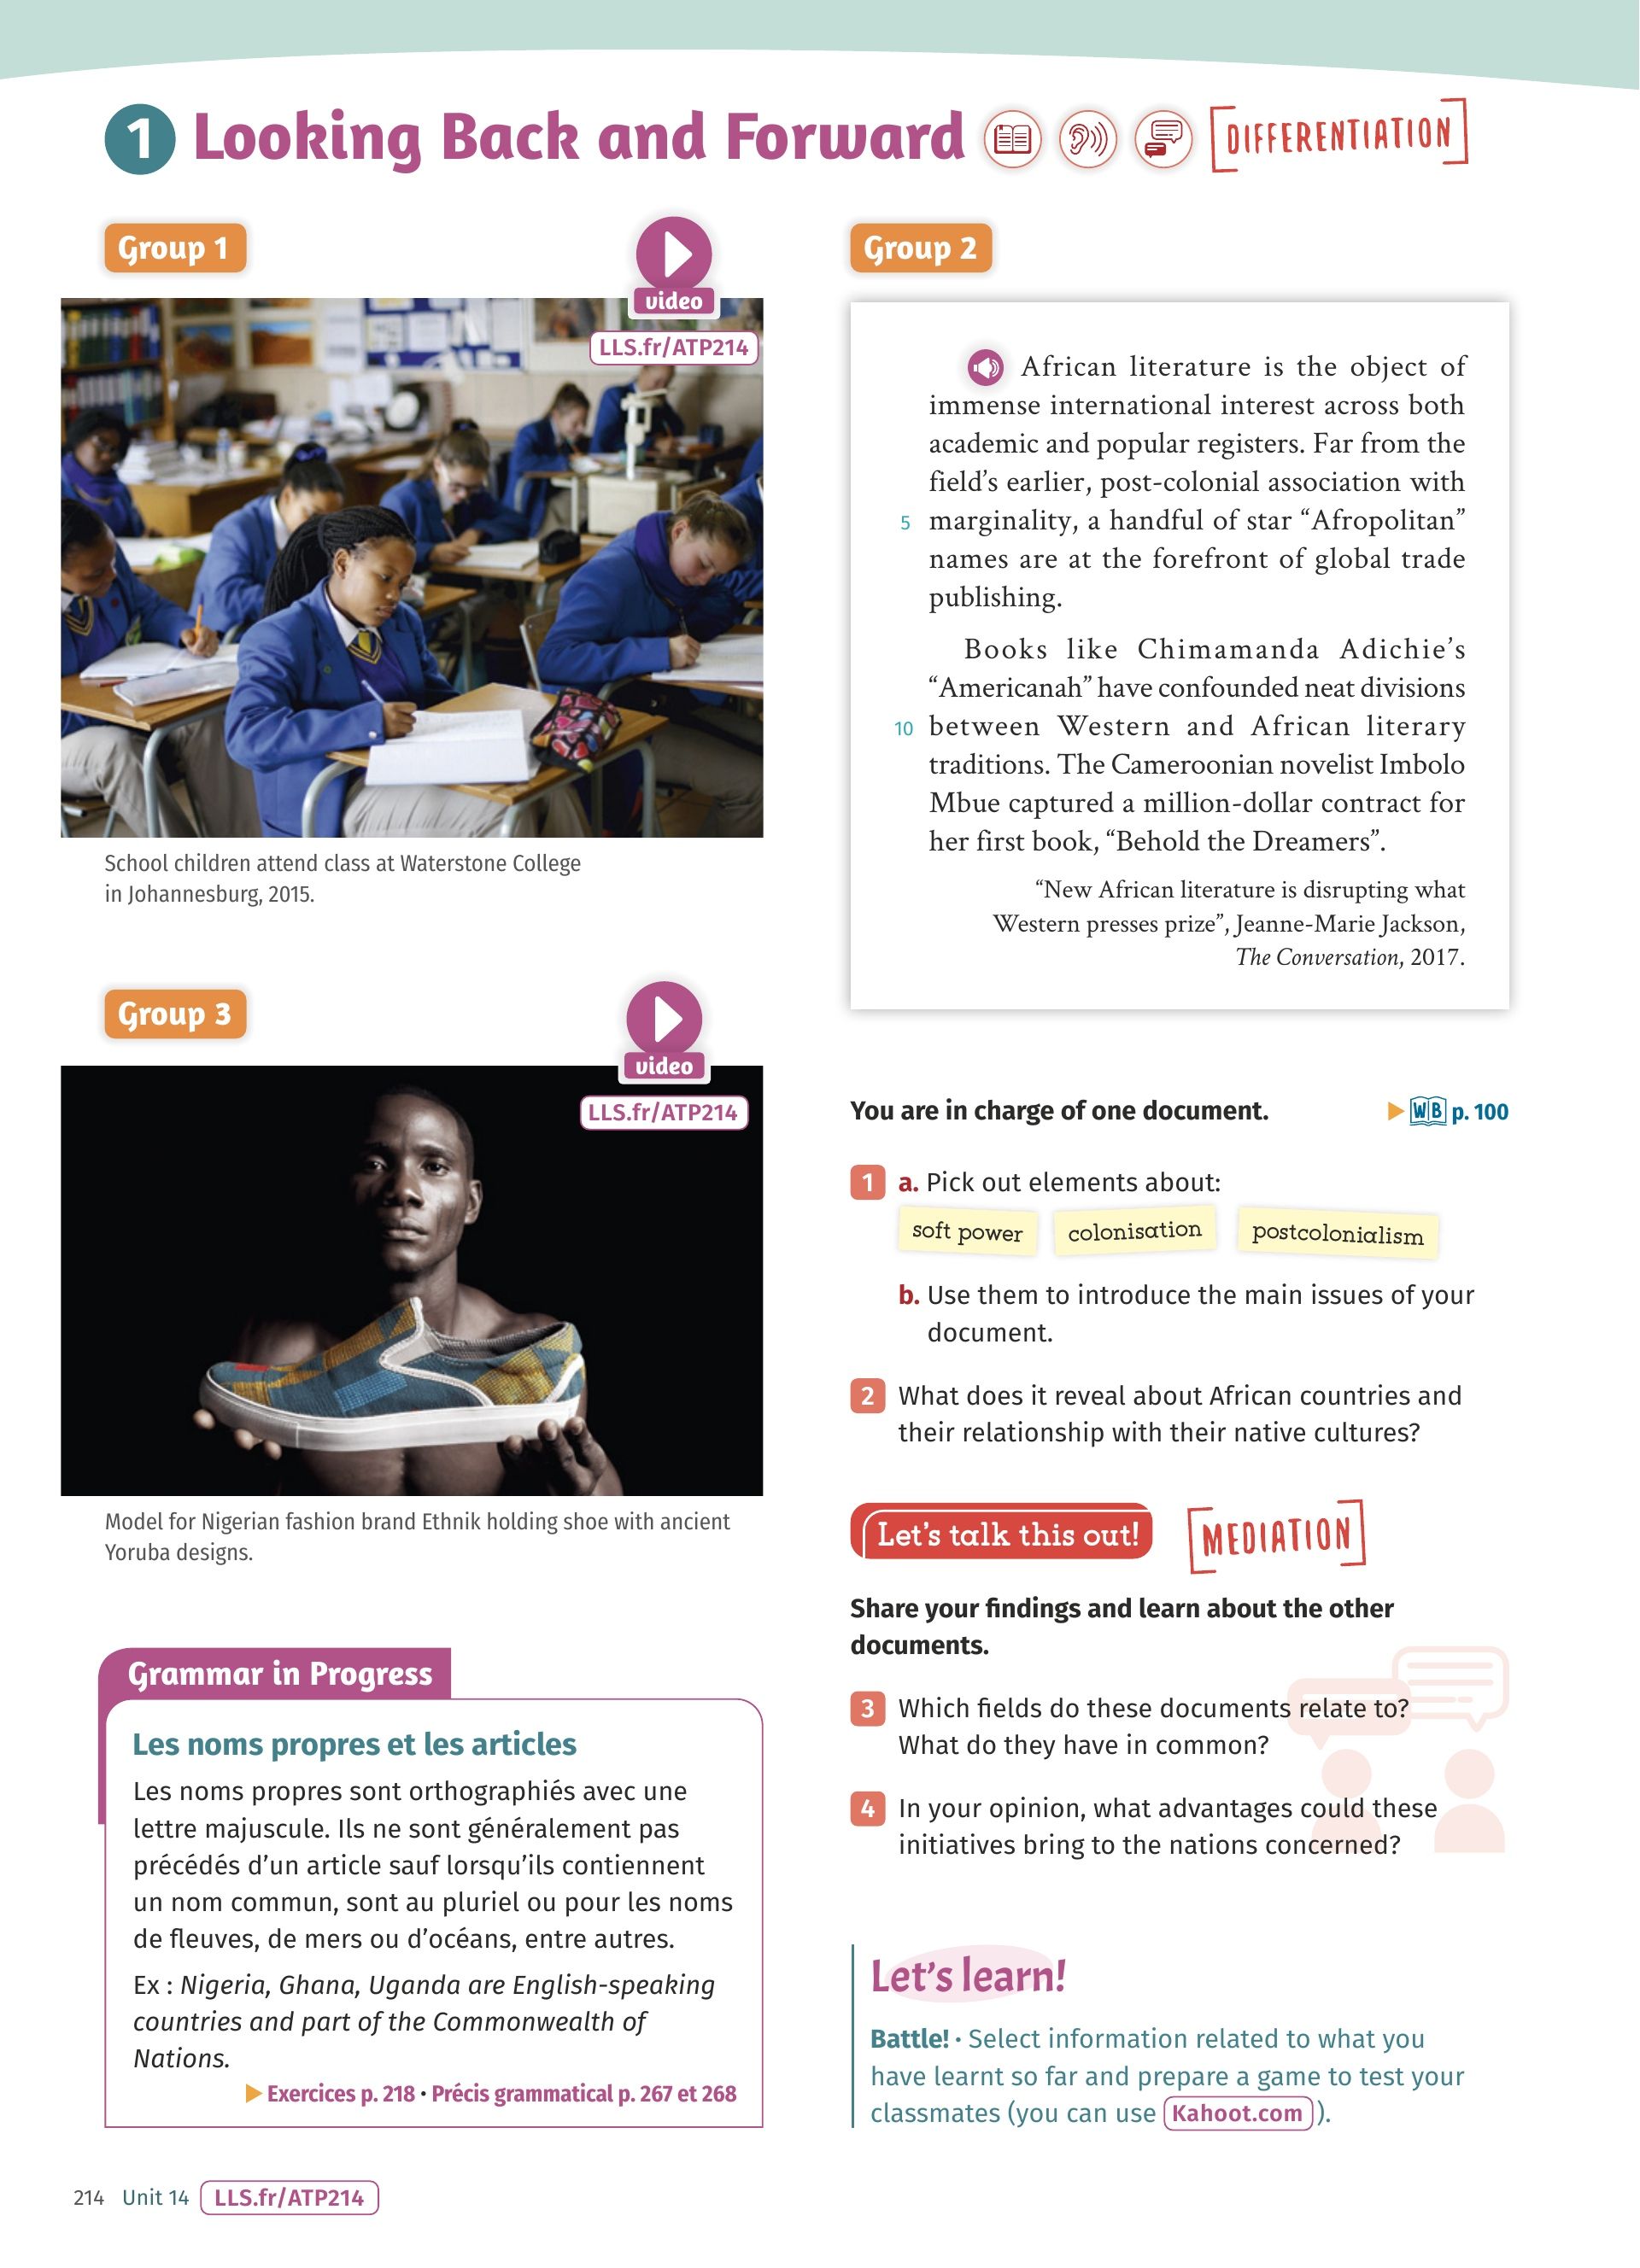 1 Looking Back and Forward
[DIFFERENTIATION]
Group 1
video
LLS.fr/ATP214
School children attend class at Waterstone College
in Johannesburg, 2015.
Group 2
African literature is the object of
immense international interest across both
academic and popular registers. Far from the
field's earlier, post-colonial association with
5 marginality, a handful of star “Afropolitan”
names are at the forefront of global trade
publishing.
Books like Chimamanda Adichie's
“Americanah” have confounded neat divisions
10 between Western and African literary
traditions. The Cameroonian novelist Imbolo
Mbue captured a million-dollar contract for
her first book, “Behold the Dreamers”.
“New African literature is disrupting what
Western presses prize”, Jeanne-Marie Jackson,
The Conversation, 2017.
Group 3
video
LLS.fr/ATP214
Model for Nigerian fashion brand Ethnik holding shoe with ancient
Yoruba designs.
Grammar in Progress
Les noms propres et les articles
Les noms propres sont orthographiés avec une
lettre majuscule. Ils ne sont généralement pas
précédés d'un article sauf lorsqu'ils contiennent
un nom commun, sont au pluriel ou pour les noms
de fleuves, de mers ou d'océans, entre autres.
Ex : Nigeria, Ghana, Uganda are English-speaking
countries and part of the Commonwealth of
Nations.
▶ Exercices p. 218 • Précis grammatical p. 267 et 268
You are in charge of one document. ▶ WB p. 100
1 a. Pick out elements about:
soft power colonisation postcolonialism
b. Use them to introduce the main issues of your
document.
2 What does it reveal about African countries and
their relationship with their native cultures?
Let's talk this out! [MEDIATION]
Share your findings and learn about the other
documents.
3 Which fields do these documents relate to?
What do they have in common?
4 In your opinion, what advantages could these
initiatives bring to the nations concerned?
Let's learn!
Battle! · Select information related to what you
have learnt so far and prepare a game to test your
classmates (you can use Kahoot.com).
214 Unit 14 LLS.fr/ATP214